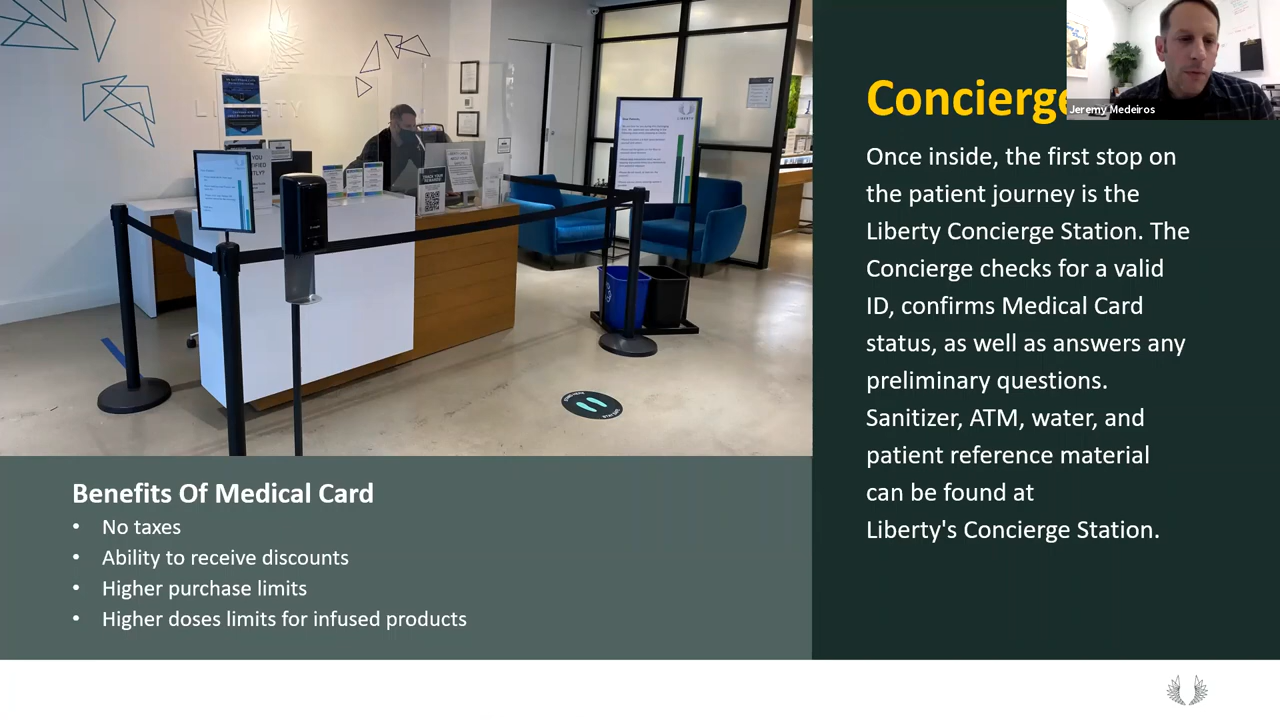 LIBERTY
LIBERTY
Benefits Of Medical Card
• No taxes
• Ability to receive discounts
• Higher purchase limits
• Higher doses limits for infused products
Concierge
Jeremy Medeiros
Once inside, the first stop on
the patient journey is the
Liberty Concierge Station. The
Concierge checks for a valid
ID, confirms Medical Card
status, as well as answers any
preliminary questions.
Sanitizer, ATM, water, and
patient reference material
can be found at
Liberty's Concierge Station.